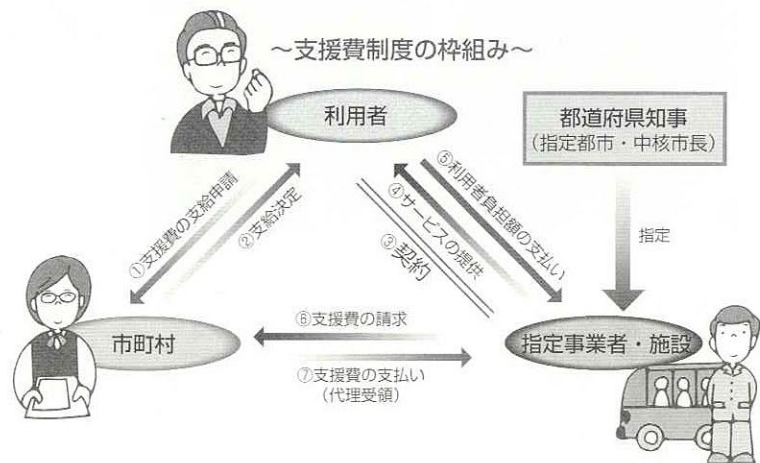 ～支援費制度の枠組み～
利用者
都道府県知事
（指定都市・中核市長）
①支援費の支給申請
②支給決定
③契約
④サービスの提供
⑤利用者負担額の支払い
指定
市町村
⑥支援費の請求
指定事業者・施設
⑦支援費の支払い
（代理受領）